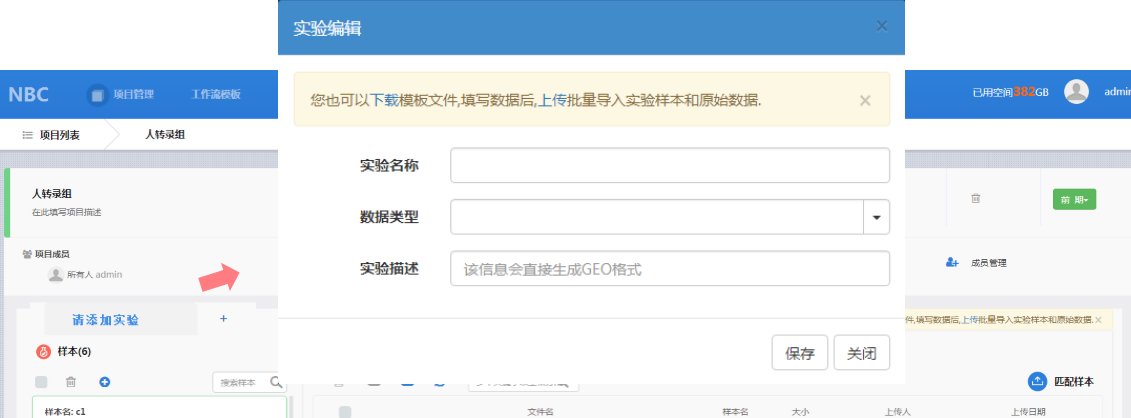 实验编辑
×
您也可以下载模板文件,填写数据后,上传批量导入实验样本和原始数据.
×
NBC
项目管理
工作流模板
已用空间382GB
admin
项目列表
人转录组
实验名称
人转录组
在此填写项目描述
前 期
数据类型
项目成员
所有人 admin
实验描述
该信息会直接生成GEO格式
成员管理
请添加实验
+
件,填写数据后,上传批量导入实验样本和原始数据. ×
样本(6)
保存
关闭
搜索样本
匹配样本
样本名: c1
文件名
样本名
大小
上传人
上传日期